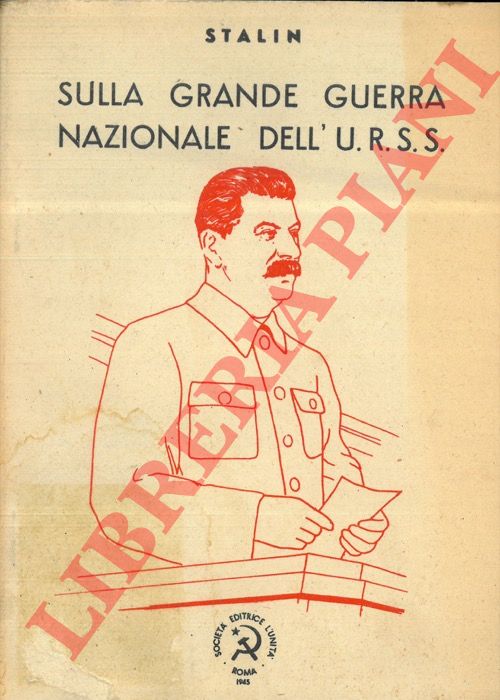 STALIN
SULLA GRANDE GUERRA
NAZIONALE DELL' U.R.S.S.
LIBRERIA PIANI
SOCIETÀ EDITRICE L'UNITÀ
ROMA
1945